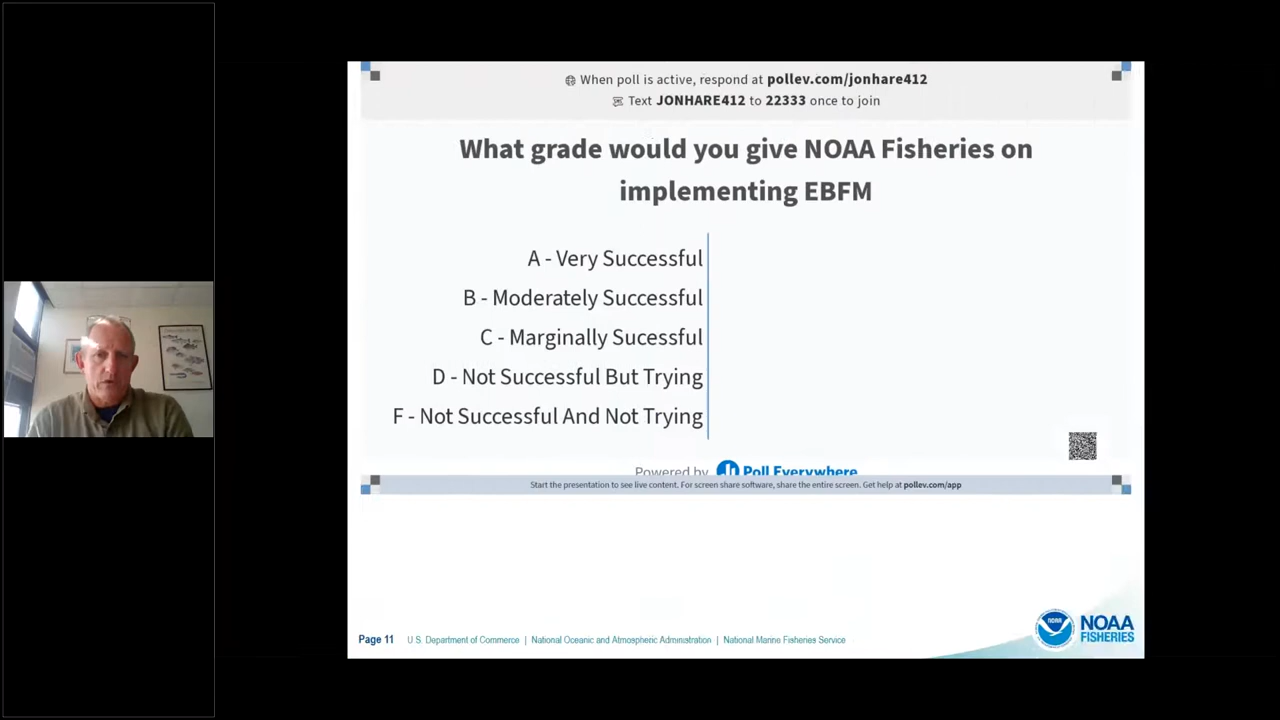 When poll is active, respond at pollev.com/jonhare412
Text JONHARE412 to 22333 once to join
What grade would you give NOAA Fisheries on
implementing EBFM
A - Very Successful
B - Moderately Successful
C - Marginally Sucessful
D - Not Successful But Trying
F - Not Successful And Not Trying
Powered by Poll Everywhere
Start the presentation to see live content. For screen share software, share the entire screen. Get help at pollev.com/app
Page 11 U.S. Department of Commerce | National Oceanic and Atmospheric Administration | National Marine Fisheries Service
NOAA
NOAA
FISHERIES